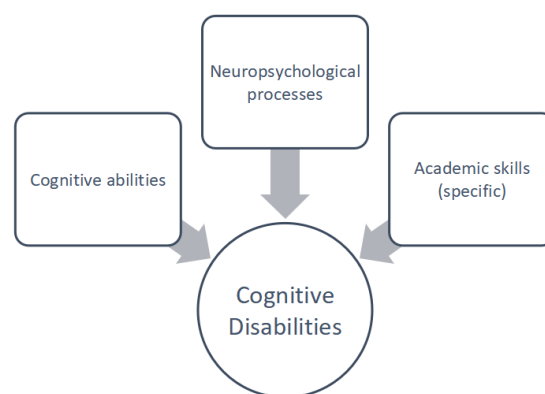 Neuropsychological
processes
Cognitive abilities
Academic skills
(specific)
Cognitive
Disabilities